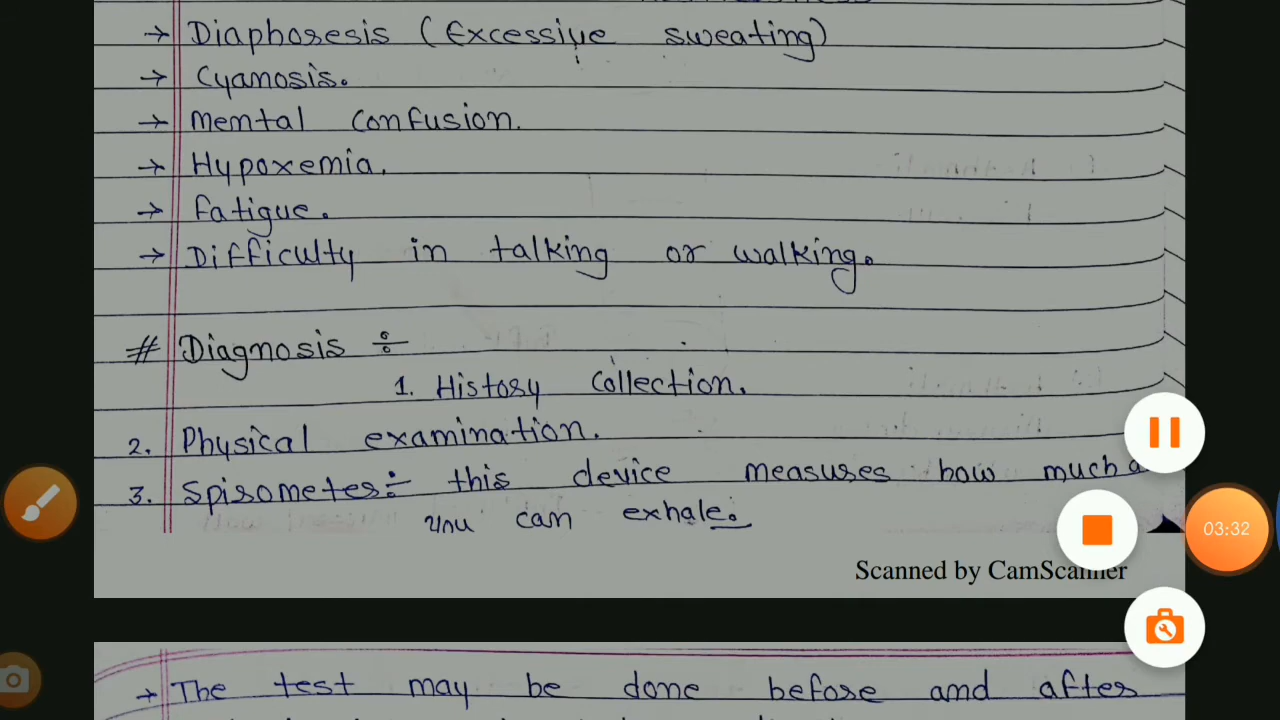 → Diaphoresis (Excessive sweating)
→ Cyanosis.
→ Mental Confusion.
→ Hypoxemia.
→ Fatigue.
→ Difficulty in talking or walking.
# Diagnosis ÷
1. History Collection.
2. Physical examination.
3. Spirometer ÷ this device measures how much a
you can exhale.
Scanned by CamScanner
03:32
→ The test may be done before and after